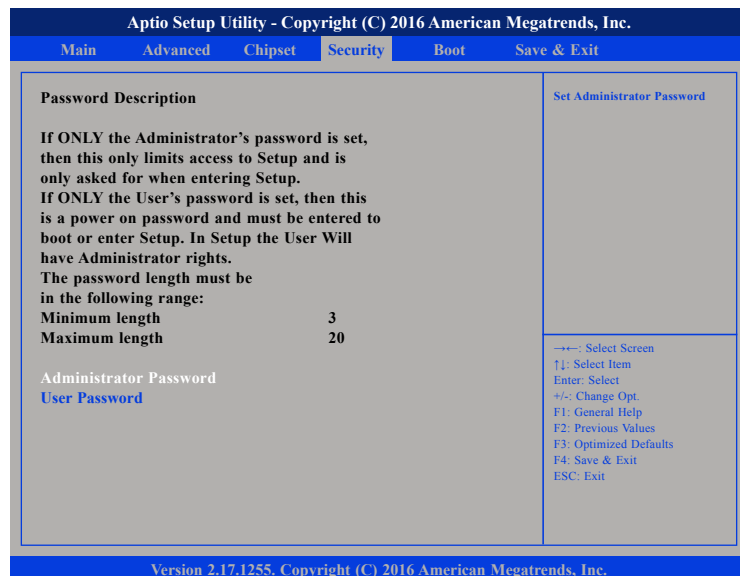 Aptio Setup Utility - Copyright (C) 2016 American Megatrends, Inc.
Main Advanced Chipset Security Boot Save & Exit
Password Description
If ONLY the Administrator's password is set,
then this only limits access to Setup and is
only asked for when entering Setup.
If ONLY the User's password is set, then this
is a power on password and must be entered to
boot or enter Setup. In Setup the User Will
have Administrator rights.
The password length must be
in the following range:
Minimum length 3
Maximum length 20
Administrator Password
User Password
Set Administrator Password
→←: Select Screen
↑↓: Select Item
Enter: Select
+/-: Change Opt.
F1: General Help
F2: Previous Values
F3: Optimized Defaults
F4: Save & Exit
ESC: Exit
Version 2.17.1255. Copyright (C) 2016 American Megatrends, Inc.